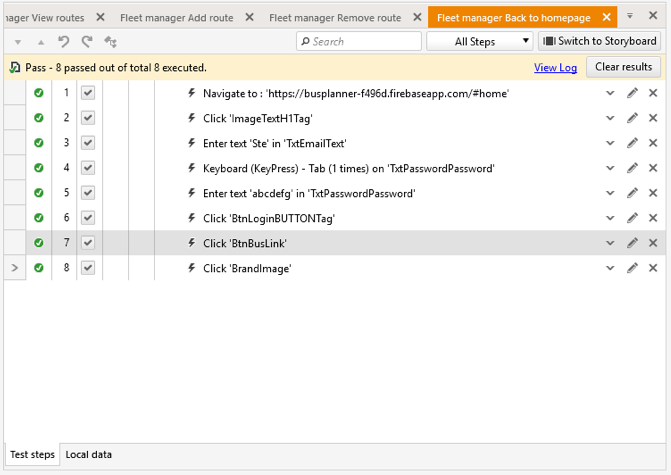 ager View routes
Fleet manager Add route
Fleet manager Remove route
Fleet manager Back to homepage
Search
All Steps
Switch to Storyboard
Pass - 8 passed out of total 8 executed.
View Log
Clear results
1 Navigate to : 'https://busplanner-f496d.firebaseapp.com/#home'
2 Click 'ImageTextH1Tag'
3 Enter text 'Ste' in 'TxtEmailText'
4 Keyboard (KeyPress) - Tab (1 times) on 'TxtPasswordPassword'
5 Enter text 'abcdefg' in 'TxtPasswordPassword'
6 Click 'BtnLoginBUTTONTag'
7 Click 'BtnBusLink'
8 Click 'BrandImage'
Test steps
Local data